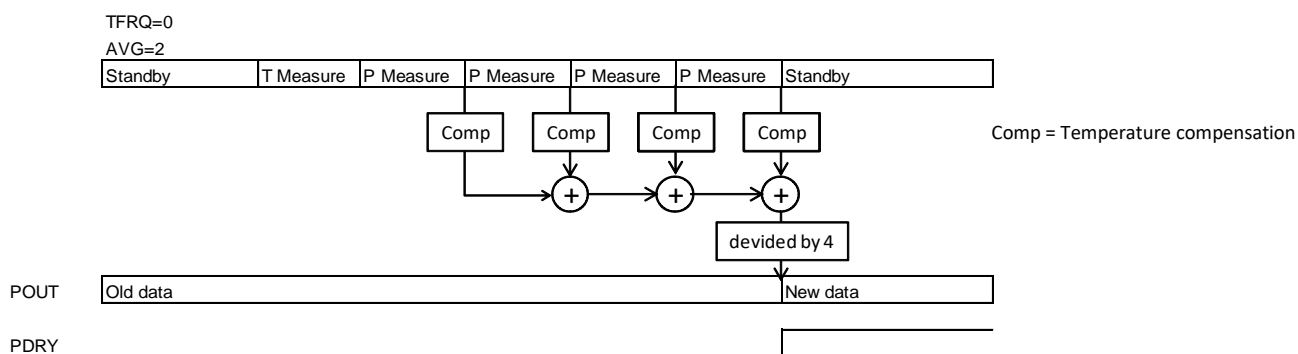 TFRQ=0
AVG=2
Standby T Measure P Measure P Measure P Measure P Measure Standby
Comp Comp Comp Comp Comp = Temperature compensation
+ + +
devided by 4
POUT Old data New data
PDRY